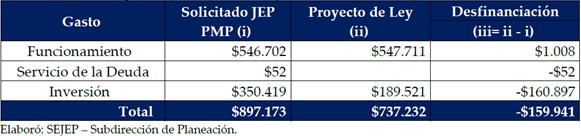 Gasto Solicitado JEP PMP (i) Proyecto de Ley (ii) Desfinanciación (iii= ii - i)
Funcionamiento $546.702 $547.711 $1.008
Servicio de la Deuda $52 -$52
Inversión $350.419 $189.521 -$160.897
Total $897.173 $737.232 -$159.941
Elaboró: SEJEP – Subdirección de Planeación.